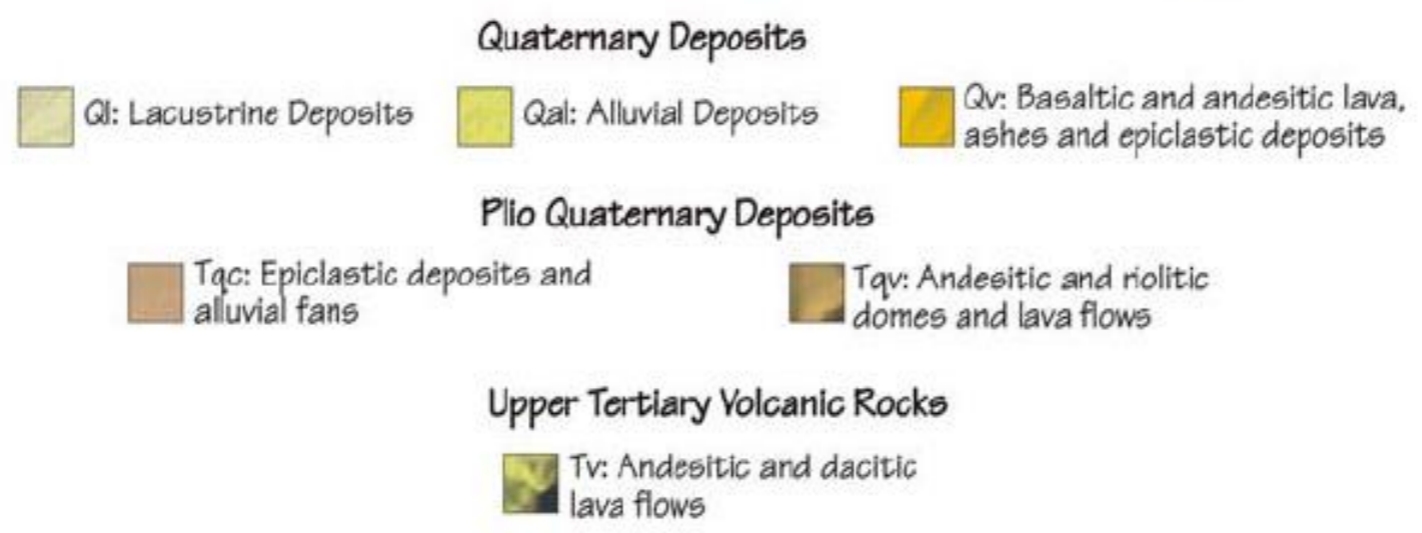 Quaternary Deposits
Ql: Lacustrine Deposits
Qal: Alluvial Deposits
Qv: Basaltic and andesitic lava,
ashes and epiclastic deposits
Plio Quaternary Deposits
Tqc: Epiclastic deposits and
alluvial fans
Tqv: Andesitic and riolitic
domes and lava flows
Upper Tertiary Volcanic Rocks
Tv: Andesitic and dacitic
lava flows